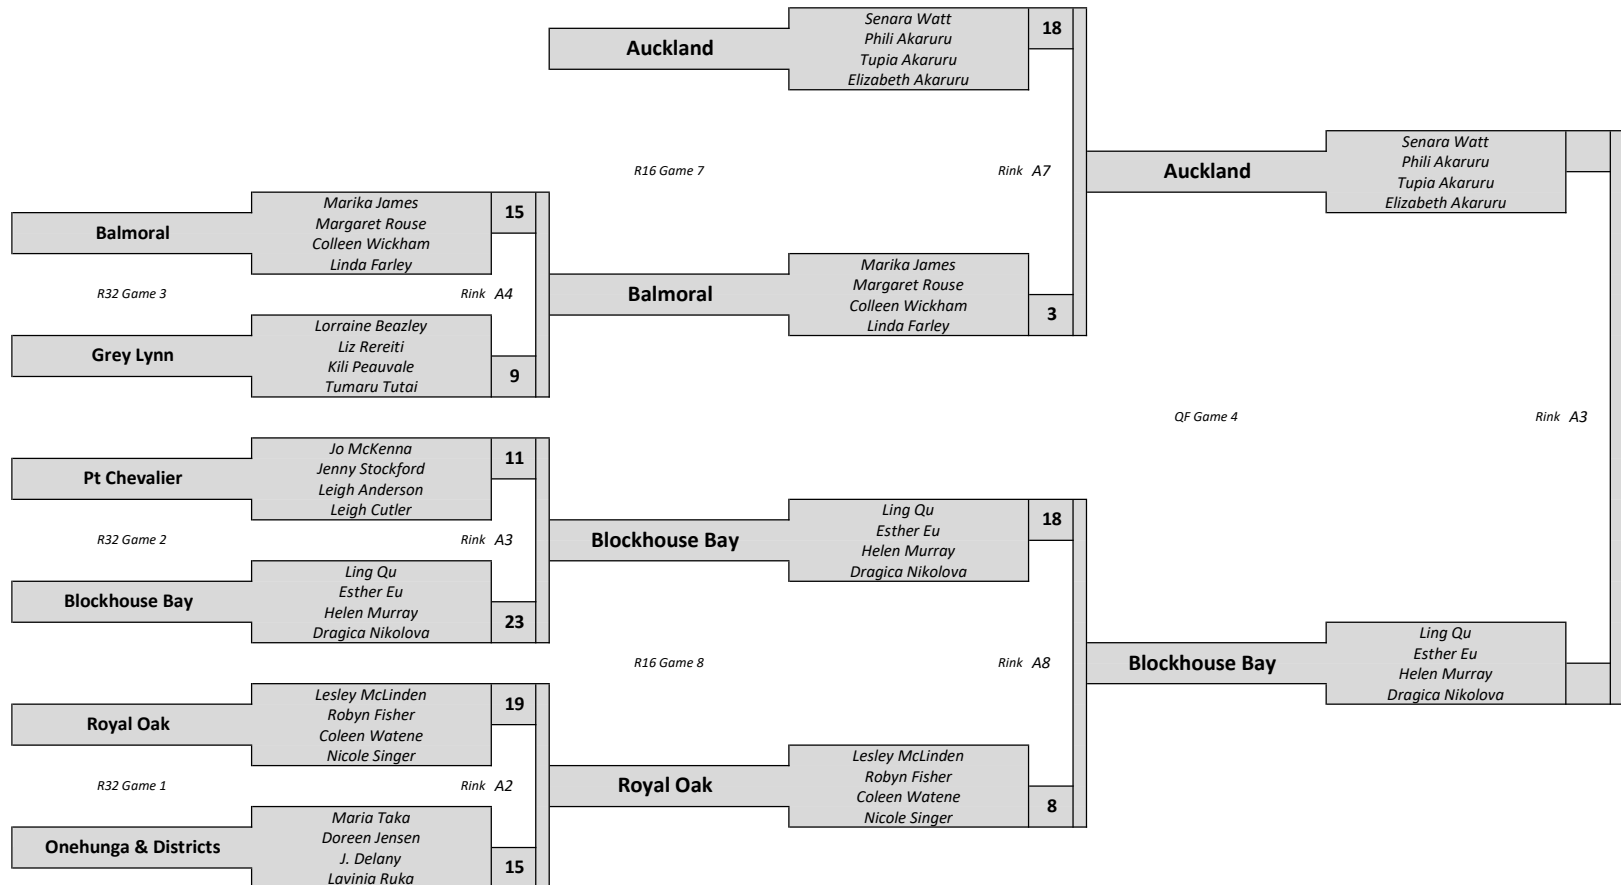 Auckland
Senara Watt
Phili Akaruru
Tupia Akaruru
Elizabeth Akaruru
18
R16 Game 7
Rink A7
Auckland
Senara Watt
Phili Akaruru
Tupia Akaruru
Elizabeth Akaruru
Balmoral
Marika James
Margaret Rouse
Colleen Wickham
Linda Farley
15
R32 Game 3
Rink A4
Balmoral
Marika James
Margaret Rouse
Colleen Wickham
Linda Farley
3
Grey Lynn
Lorraine Beazley
Liz Rereiti
Kili Peauvale
Tumaru Tutai
9
QF Game 4
Rink A3
Pt Chevalier
Jo McKenna
Jenny Stockford
Leigh Anderson
Leigh Cutler
11
R32 Game 2
Rink A3
Blockhouse Bay
Ling Qu
Esther Eu
Helen Murray
Dragica Nikolova
18
Blockhouse Bay
Ling Qu
Esther Eu
Helen Murray
Dragica Nikolova
23
R16 Game 8
Rink A8
Blockhouse Bay
Ling Qu
Esther Eu
Helen Murray
Dragica Nikolova
Royal Oak
Lesley McLinden
Robyn Fisher
Coleen Watene
Nicole Singer
19
R32 Game 1
Rink A2
Royal Oak
Lesley McLinden
Robyn Fisher
Coleen Watene
Nicole Singer
8
Onehunga & Districts
Maria Taka
Doreen Jensen
J. Delany
Lavinia Ruka
15